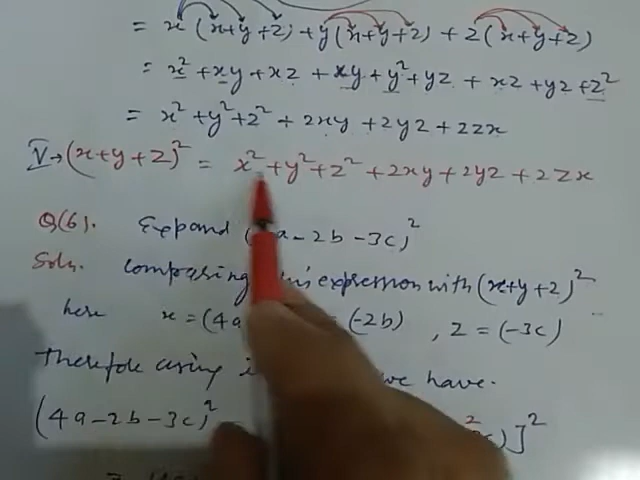 = x(x+y+z) + y(x+y+z) + z(x+y+z)
= x² + xy + xz + xy + y² + yz + xz + yz + z²
= x² + y² + z² + 2xy + 2yz + 2zx
V→(x+y+z)² = x² + y² + z² + 2xy + 2yz + 2zx
Q(6). Expand a-2b-3c)²
Soln. Comparing expression with (x+y+z)²
here x = (4a = (-2b) , z = (-3c)
Therefore using we have.
(4a-2b-3c)² ² )]²